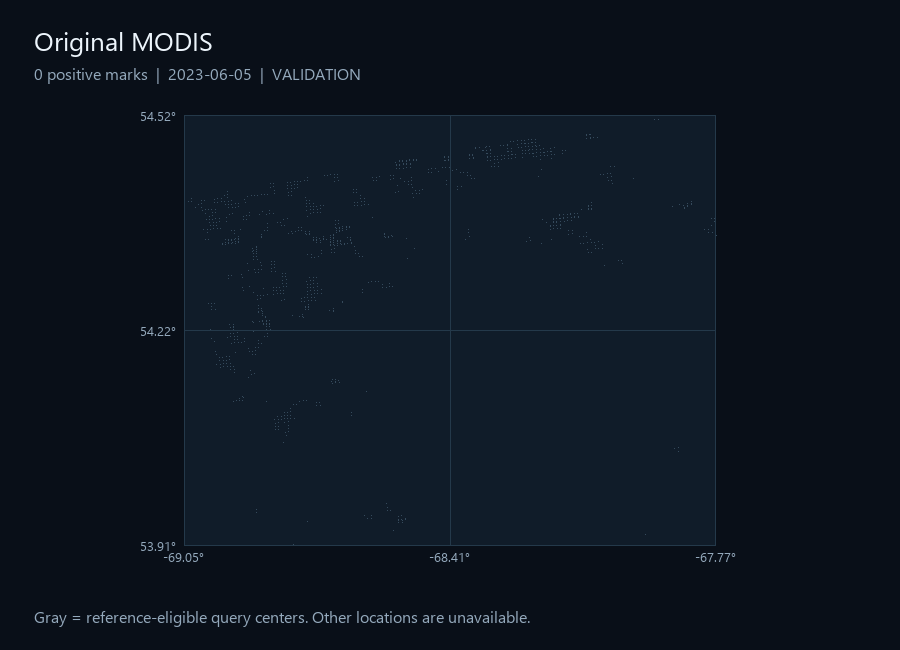 Original MODIS
0 positive marks | 2023-06-05 | VALIDATION
54.52°
54.22°
53.91°
-69.05°
-68.41°
-67.77°
Gray = reference-eligible query centers. Other locations are unavailable.